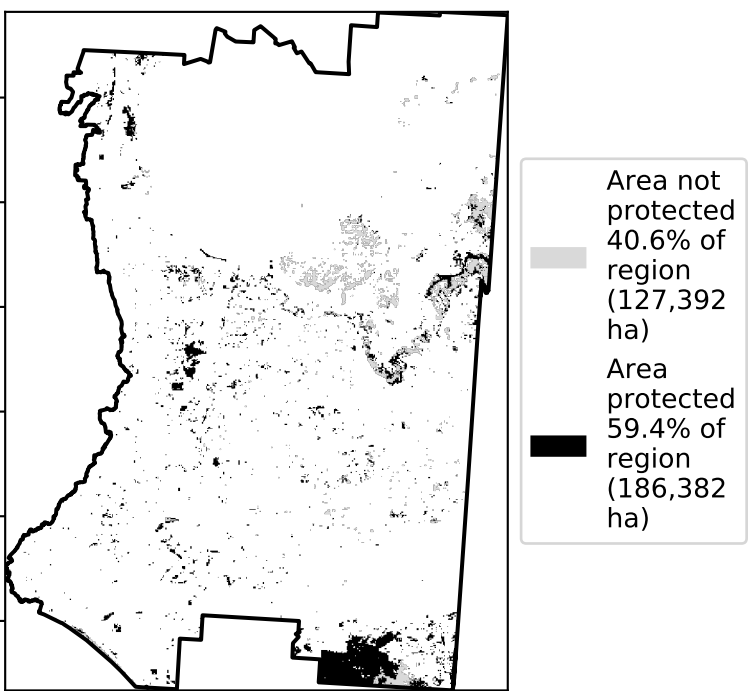 Area not
protected
40.6% of
region
(127,392
ha)
Area
protected
59.4% of
region
(186,382
ha)